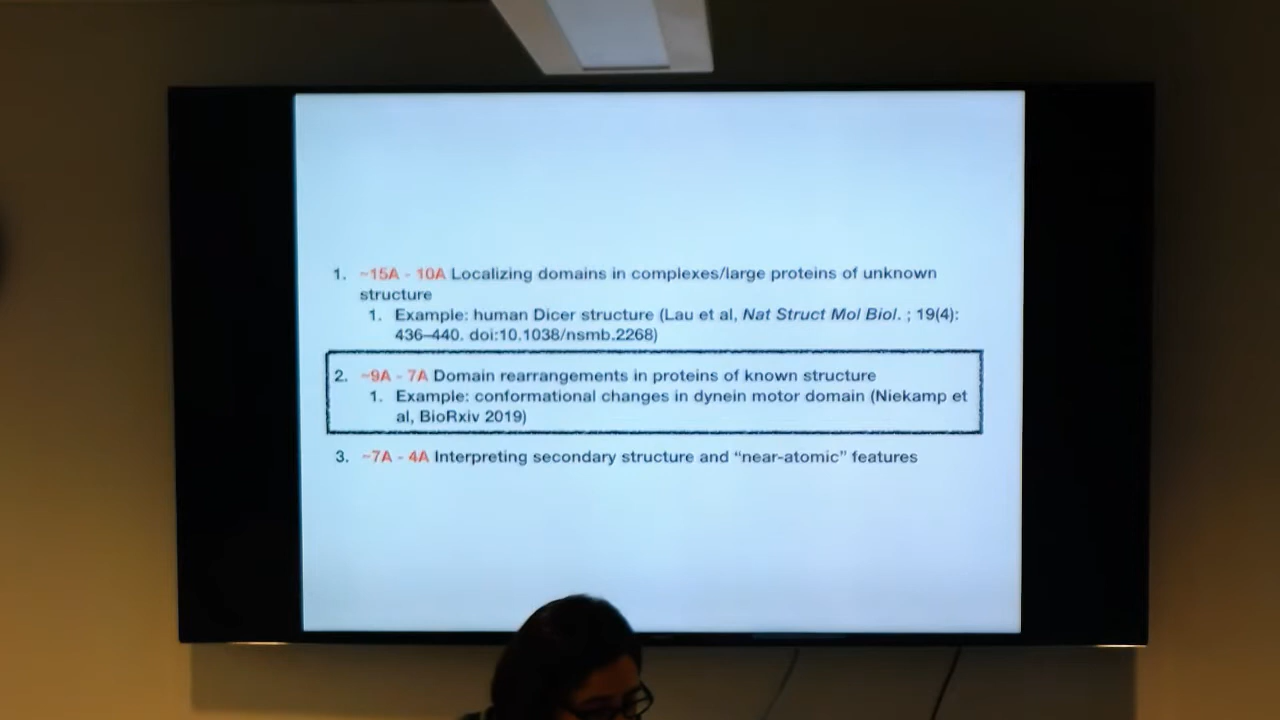 1. ~15A - 10A Localizing domains in complexes/large proteins of unknown
structure
1. Example: human Dicer structure (Lau et al, Nat Struct Mol Biol. ; 19(4):
436–440. doi:10.1038/nsmb.2268)
2. ~9A - 7A Domain rearrangements in proteins of known structure
1. Example: conformational changes in dynein motor domain (Niekamp et
al, BioRxiv 2019)
3. ~7A - 4A Interpreting secondary structure and “near-atomic” features